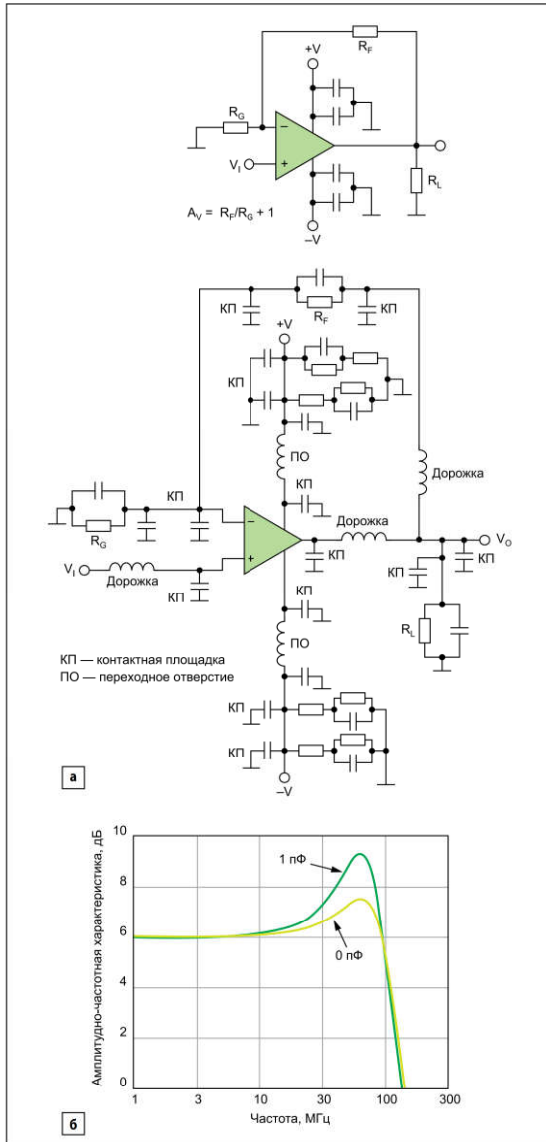 R_F
+V
R_G
−
V_I
+
R_L
A_V = R_F/R_G + 1
–V
КП
КП
R_F
+V
КП
ПО
Дорожка
КП
КП
R_G
−
Дорожка
V_O
КП
КП
V_I
Дорожка
+
КП
КП
КП
R_L
ПО
КП — контактная площадка
ПО — переходное отверстие
КП
КП
–V
а
Амплитудно-частотная характеристика, дБ
10
8
6
4
2
0
1 пФ
0 пФ
1
3
10
30
100
300
Частота, МГц
б